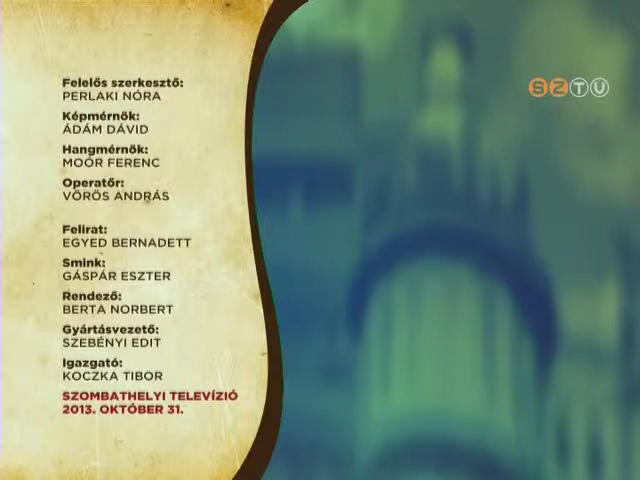 Felelős szerkesztő:
PERLAKI NÓRA
Képmérnök:
ÁDÁM DÁVID
Hangmérnök:
MOÓR FERENC
Operatőr:
VÖRÖS ANDRÁS
Felirat:
EGYED BERNADETT
Smink:
GÁSPÁR ESZTER
Rendező:
BERTA NORBERT
Gyártásvezető:
SZEBÉNYI EDIT
Igazgató:
KOCZKA TIBOR
SZOMBATHELYI TELEVÍZIÓ
2013. OKTÓBER 31.
SZTV